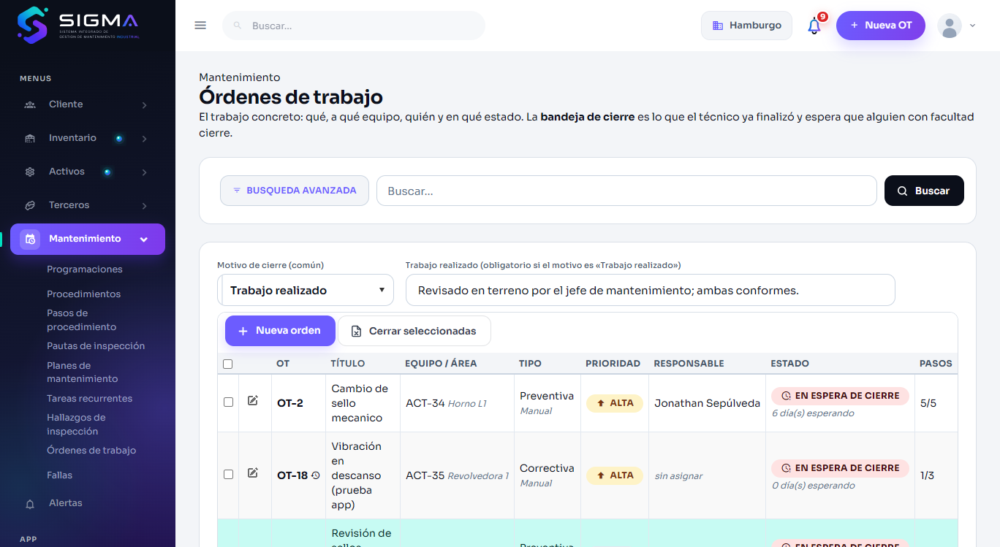 SIGMA
SISTEMA INTEGRADO DE
GESTION DE MANTENIMIENTO INDUSTRIAL
Buscar...
Hamburgo
9
+ Nueva OT
MENUS
Cliente
Inventario
Activos
Terceros
Mantenimiento
Programaciones
Procedimientos
Pasos de
procedimiento
Pautas de inspección
Planes de
mantenimiento
Tareas recurrentes
Hallazgos de
inspección
Órdenes de trabajo
Fallas
Alertas
APP
Mantenimiento
Órdenes de trabajo
El trabajo concreto: qué, a qué equipo, quién y en qué estado. La bandeja de cierre es lo que el técnico ya finalizó y espera que alguien con facultad
cierre.
BUSQUEDA AVANZADA
Buscar...
Buscar
Motivo de cierre (común)
Trabajo realizado (obligatorio si el motivo es «Trabajo realizado»)
Trabajo realizado
Revisado en terreno por el jefe de mantenimiento; ambas conformes.
+ Nueva orden
Cerrar seleccionadas
OT TÍTULO EQUIPO / ÁREA TIPO PRIORIDAD RESPONSABLE ESTADO PASOS
OT-2
Cambio de
sello
mecanico
ACT-34 Horno L1
Preventiva
Manual
ALTA
Jonathan Sepúlveda
EN ESPERA DE CIERRE
6 día(s) esperando
5/5
OT-18
Vibración
en
descanso
(prueba
app)
ACT-35 Revolvedora 1
Correctiva
Manual
ALTA
sin asignar
EN ESPERA DE CIERRE
0 día(s) esperando
1/3
Revisión de
sellos
Preventiva
EN ESPERA DE CIERRE